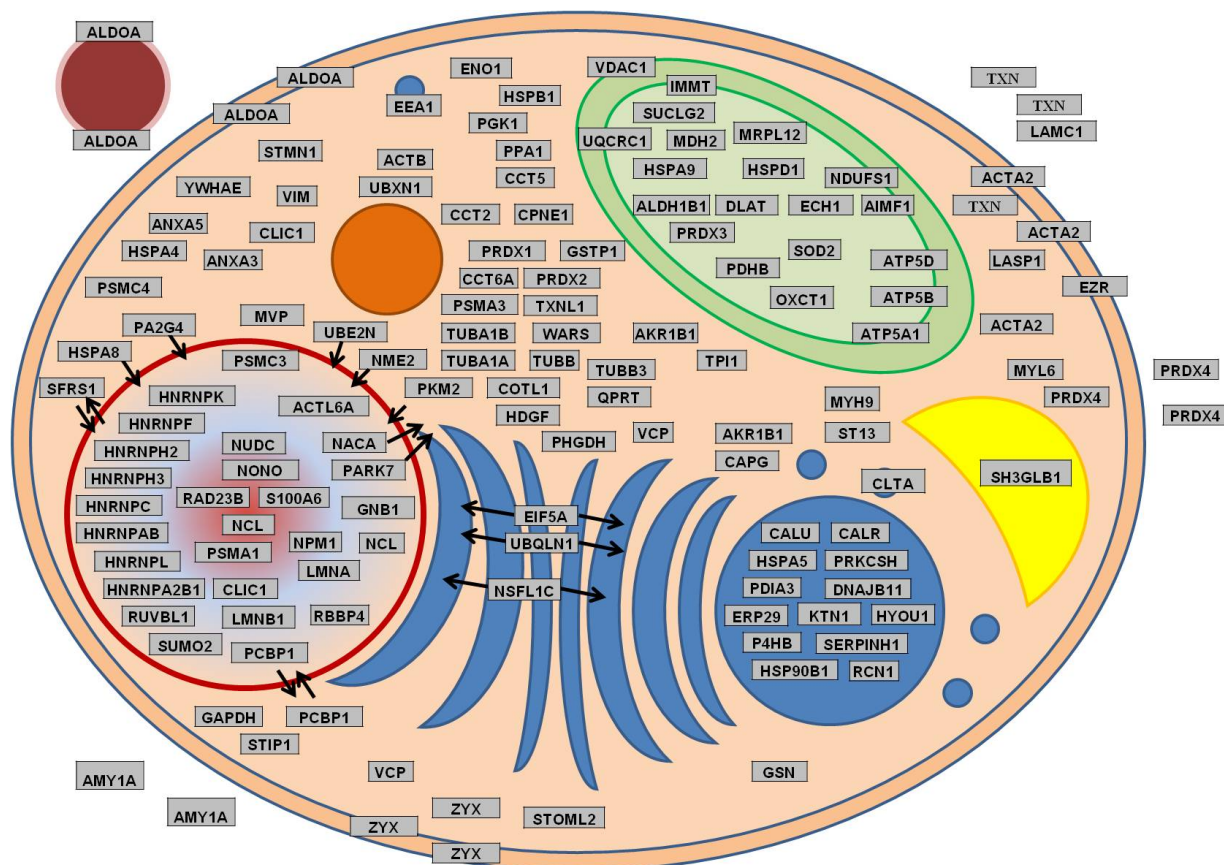 ALDOA
ALDOA
ALDOA
ALDOA
EEA1
ENO1
HSPB1
PGK1
PPA1
CCT5
STMN1
ACTB
UBXN1
YWHAE
VIM
ANXA5
CLIC1
HSPA4
ANXA3
PSMC4
CCT2
CPNE1
PRDX1
GSTP1
CCT6A
PRDX2
PSMA3
TXNL1
TUBA1B
WARS
TUBA1A
TUBB
AKR1B1
TPI1
TUBB3
QPRT
COTL1
HDGF
PHGDH
VCP
AKR1B1
CAPG
MYH9
ST13
CLTA
VDAC1
IMMT
SUCLG2
UQCRC1
MDH2
MRPL12
HSPA9
HSPD1
NDUFS1
ALDH1B1
DLAT
ECH1
AIMF1
PRDX3
SOD2
PDHB
ATP5D
OXCT1
ATP5B
ATP5A1
TXN
TXN
LAMC1
ACTA2
TXN
ACTA2
LASP1
EZR
ACTA2
MYL6
PRDX4
PRDX4
PRDX4
SH3GLB1
MVP
PA2G4
UBE2N
HSPA8
NME2
SFRS1
PKM2
PSMC3
HNRNPK
ACTL6A
HNRNPF
NUDC
NACA
HNRNPH2
NONO
PARK7
HNRNPH3
RAD23B
S100A6
HNRNPC
GNB1
NCL
HNRNPAB
PSMA1
NPM1
NCL
HNRNPL
LMNA
HNRNPA2B1
CLIC1
RUVBL1
LMNB1
RBBP4
SUMO2
PCBP1
GAPDH
PCBP1
STIP1
EIF5A
UBQLN1
NSFL1C
CALU
CALR
HSPA5
PRKCSH
PDIA3
DNAJB11
ERP29
KTN1
HYOU1
P4HB
SERPINH1
HSP90B1
RCN1
AMY1A
AMY1A
VCP
GSN
ZYX
ZYX
STOML2
ZYX